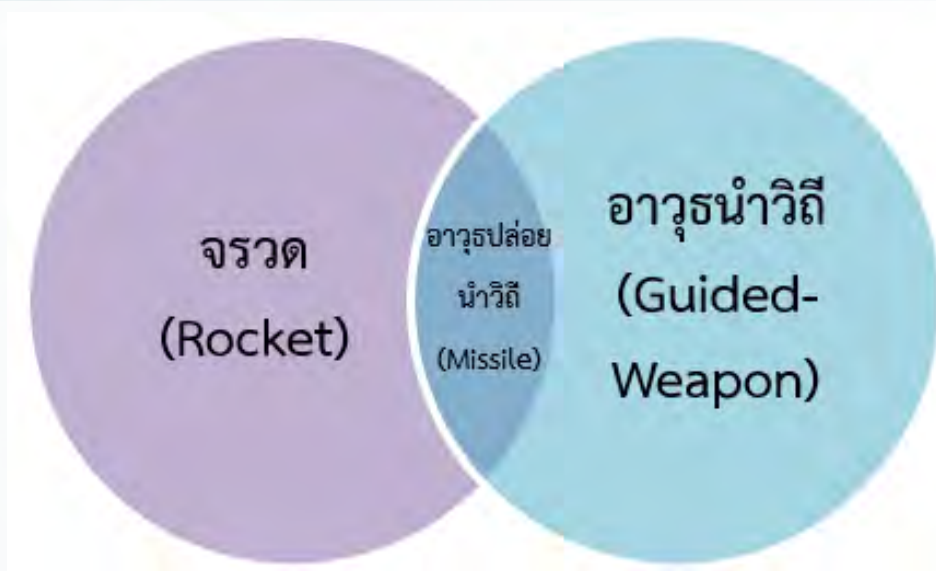 จรวด
(Rocket)
อาวุธปล่อย
นำวิถี
(Missile)
อาวุธนำวิถี
(Guided-
Weapon)